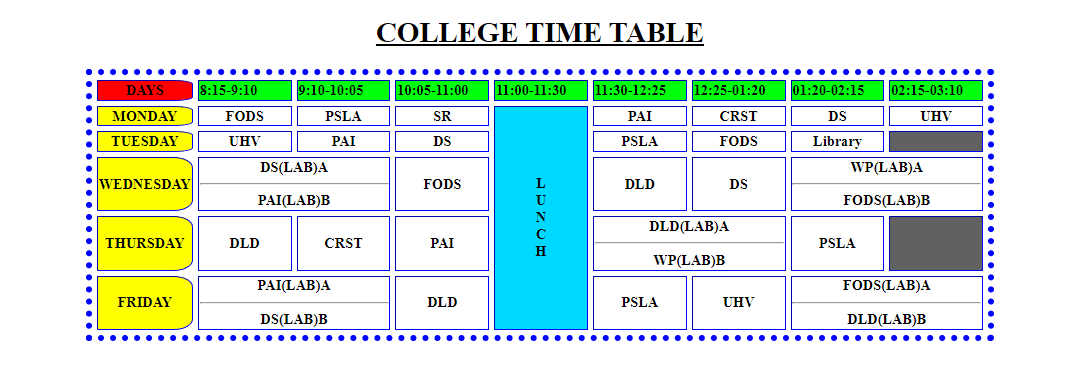 COLLEGE TIME TABLE
DAYS 8:15-9:10 9:10-10:05 10:05-11:00 11:00-11:30 11:30-12:25 12:25-01:20 01:20-02:15 02:15-03:10
MONDAY FODS PSLA SR PAI CRST DS UHV
TUESDAY UHV PAI DS PSLA FODS Library
WEDNESDAY DS(LAB)A FODS DLD DS WP(LAB)A
PAI(LAB)B FODS(LAB)B
L
U
N
C
H
THURSDAY DLD CRST PAI DLD(LAB)A PSLA
WP(LAB)B
FRIDAY PAI(LAB)A DLD PSLA UHV FODS(LAB)A
DS(LAB)B DLD(LAB)B